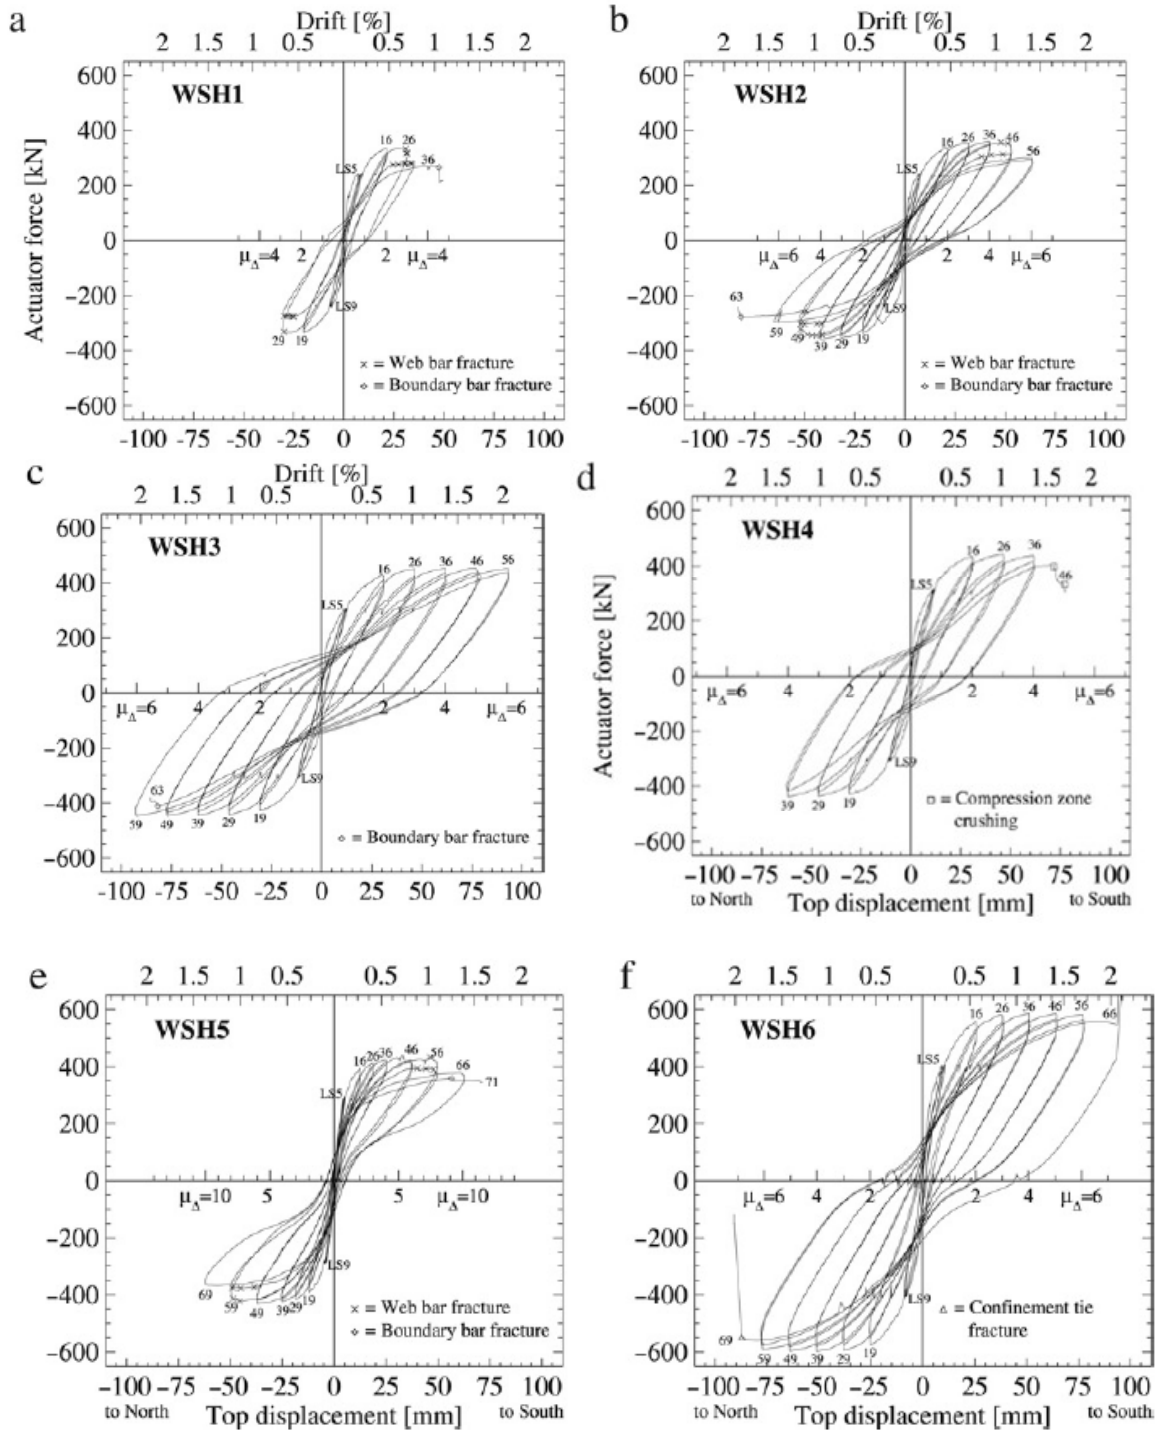 a
Drift [%]
2 1.5 1 0.5 0.5 1 1.5 2
WSH1
600
400
200
0
-200
-400
-600
Actuator force [kN]
16 26
36
LS5
μΔ=4 2 2 μΔ=4
LS9
29 19
× = Web bar fracture
◇ = Boundary bar fracture
-100 -75 -50 -25 0 25 50 75 100
b
Drift [%]
2 1.5 1 0.5 0.5 1 1.5 2
WSH2
600
400
200
0
-200
-400
-600
16 26 36 46
56
LS5
μΔ=6 4 2 2 4 μΔ=6
63
LS9
59 49 39 29 19
× = Web bar fracture
◇ = Boundary bar fracture
-100 -75 -50 -25 0 25 50 75 100
c
Drift [%]
2 1.5 1 0.5 0.5 1 1.5 2
WSH3
600
400
200
0
-200
-400
-600
16 26 36 46 56
LS5
μΔ=6 4 2 2 4 μΔ=6
63
LS9
59 49 39 29 19
◇ = Boundary bar fracture
-100 -75 -50 -25 0 25 50 75 100
d
2 1.5 1 0.5 0.5 1 1.5 2
WSH4
600
400
200
0
-200
-400
-600
Actuator force [kN]
16 26 36
46
LS5
μΔ=6 4 2 2 4 μΔ=6
LS9
39 29 19
□ = Compression zone
crushing
-100 -75 -50 -25 0 25 50 75 100
to North Top displacement [mm] to South
e
2 1.5 1 0.5 0.5 1 1.5 2
WSH5
600
400
200
0
-200
-400
-600
16 26 36 46 56
66
71
LS5
μΔ=10 5 5 μΔ=10
LS9
69 59 49 39 29 19
× = Web bar fracture
◇ = Boundary bar fracture
-100 -75 -50 -25 0 25 50 75 100
to North Top displacement [mm] to South
f
2 1.5 1 0.5 0.5 1 1.5 2
WSH6
600
400
200
0
-200
-400
-600
16 26 36 46 56 66
LS5
μΔ=6 4 2 2 4 μΔ=6
LS9
69 59 49 39 29 19
△ = Confinement tie
fracture
-100 -75 -50 -25 0 25 50 75 100
to North Top displacement [mm] to South